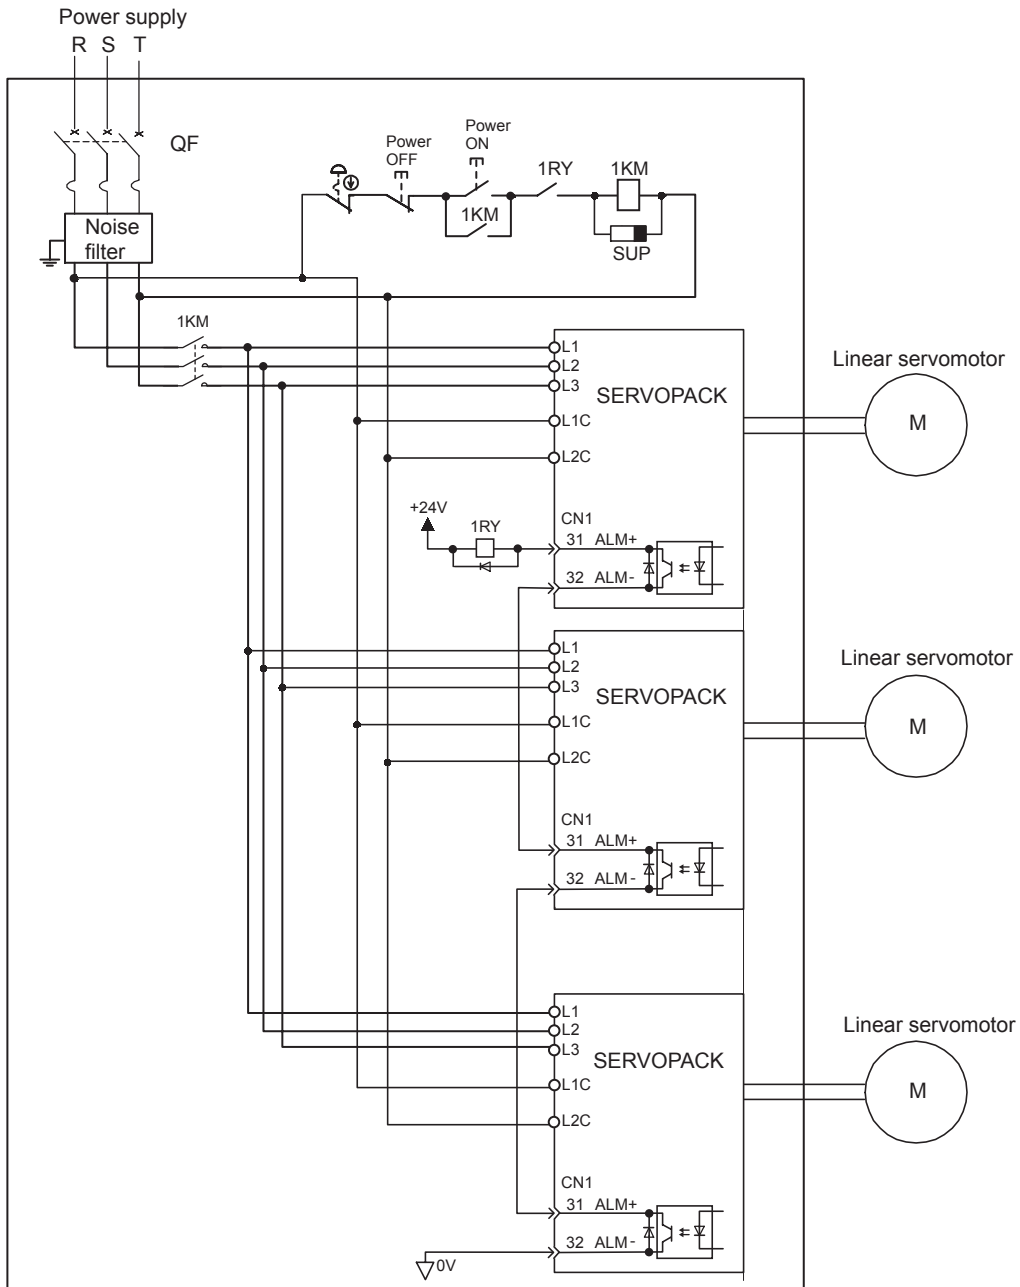 Power supply
R S T
QF
Power
OFF
Power
ON
1RY
1KM
1KM
SUP
Noise
filter
1KM
L1
L2
L3
SERVOPACK
L1C
L2C
Linear servomotor
M
+24V
1RY
CN1
31 ALM+
32 ALM-
L1
L2
L3
SERVOPACK
L1C
L2C
Linear servomotor
M
CN1
31 ALM+
32 ALM-
L1
L2
L3
SERVOPACK
L1C
L2C
Linear servomotor
M
CN1
31 ALM+
32 ALM-
0V